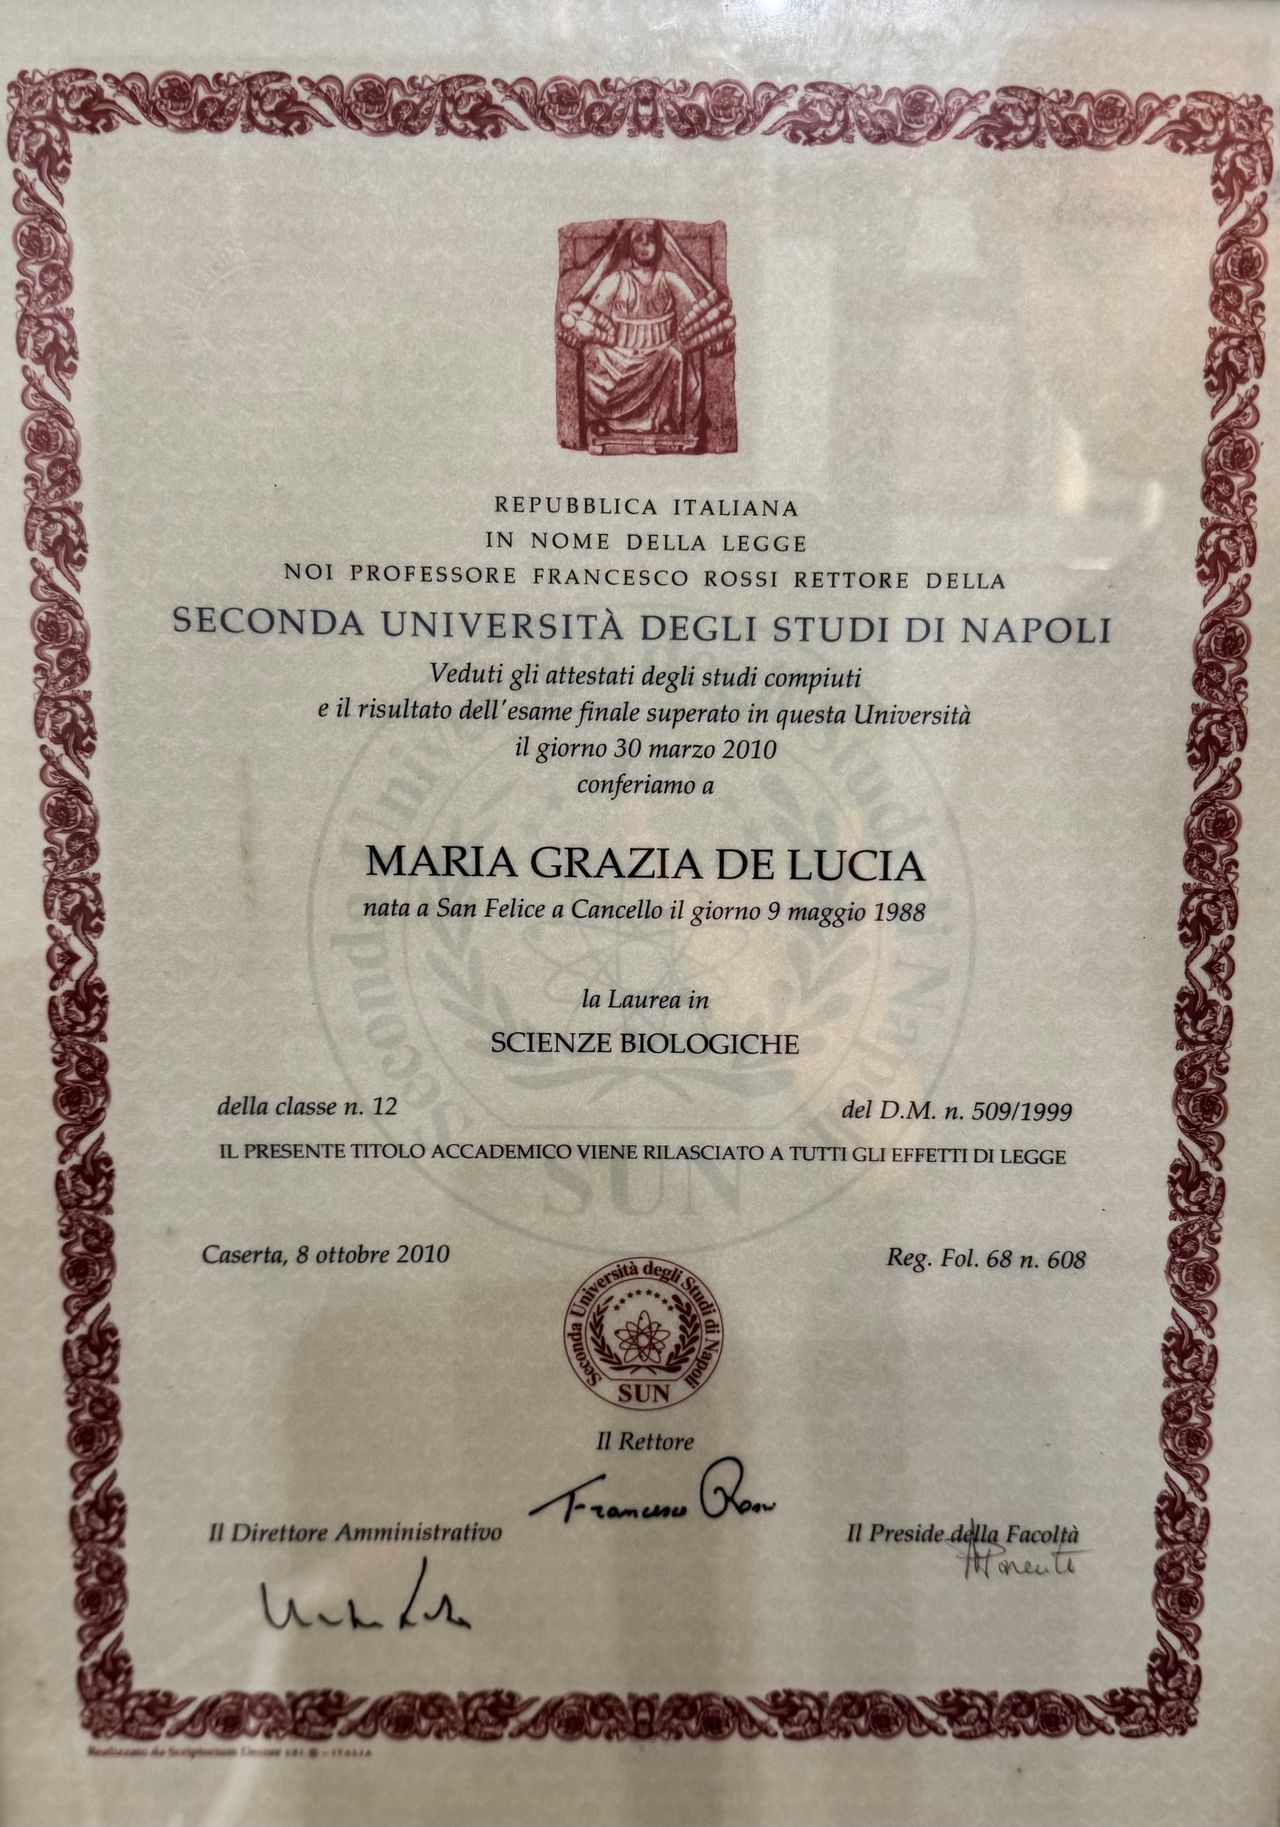 REPUBBLICA ITALIANA
IN NOME DELLA LEGGE
NOI PROFESSORE FRANCESCO ROSSI RETTORE DELLA
SECONDA UNIVERSITÀ DEGLI STUDI DI NAPOLI
Veduti gli attestati degli studi compiuti
e il risultato dell'esame finale superato in questa Università
il giorno 30 marzo 2010
conferiamo a
MARIA GRAZIA DE LUCIA
nata a San Felice a Cancello il giorno 9 maggio 1988
la Laurea in
SCIENZE BIOLOGICHE
della classe n. 12 del D.M. n. 509/1999
IL PRESENTE TITOLO ACCADEMICO VIENE RILASCIATO A TUTTI GLI EFFETTI DI LEGGE
SUN
Caserta, 8 ottobre 2010 Reg. Fol. 68 n. 608
Seconda Università degli Studi di Napoli
SUN
Il Rettore
Francesco Rossi
Il Direttore Amministrativo Il Preside della Facoltà
Realizzato da Scriptorium